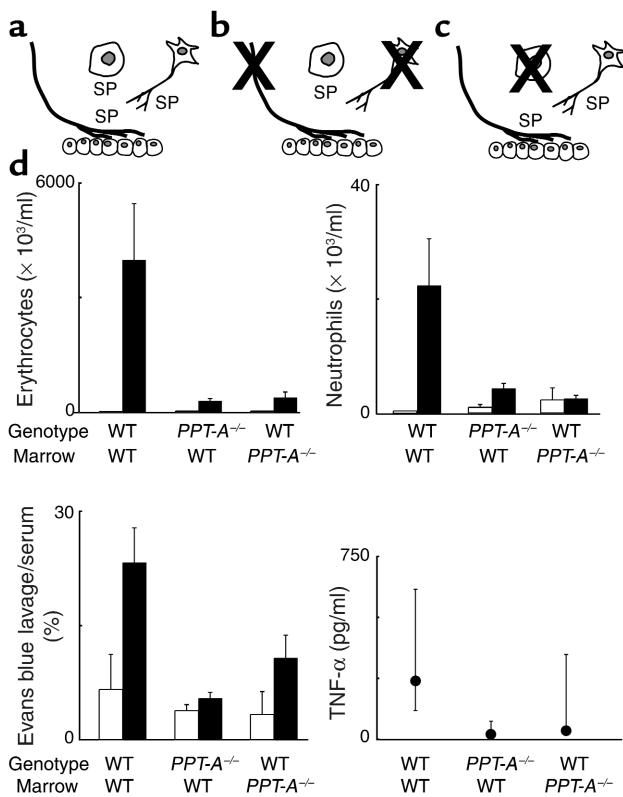 a b c
SP SP SP
SP SP
SP
d
6000 40
Erythrocytes (× 10³/ml)
Neutrophils (× 10³/ml)
0 0
Genotype WT PPT-A⁻/⁻ WT WT PPT-A⁻/⁻ WT
Marrow WT WT PPT-A⁻/⁻ WT WT PPT-A⁻/⁻
30 750
Evans blue lavage/serum
(%)
TNF-α (pg/ml)
0 0
Genotype WT PPT-A⁻/⁻ WT WT PPT-A⁻/⁻ WT
Marrow WT WT PPT-A⁻/⁻ WT WT PPT-A⁻/⁻